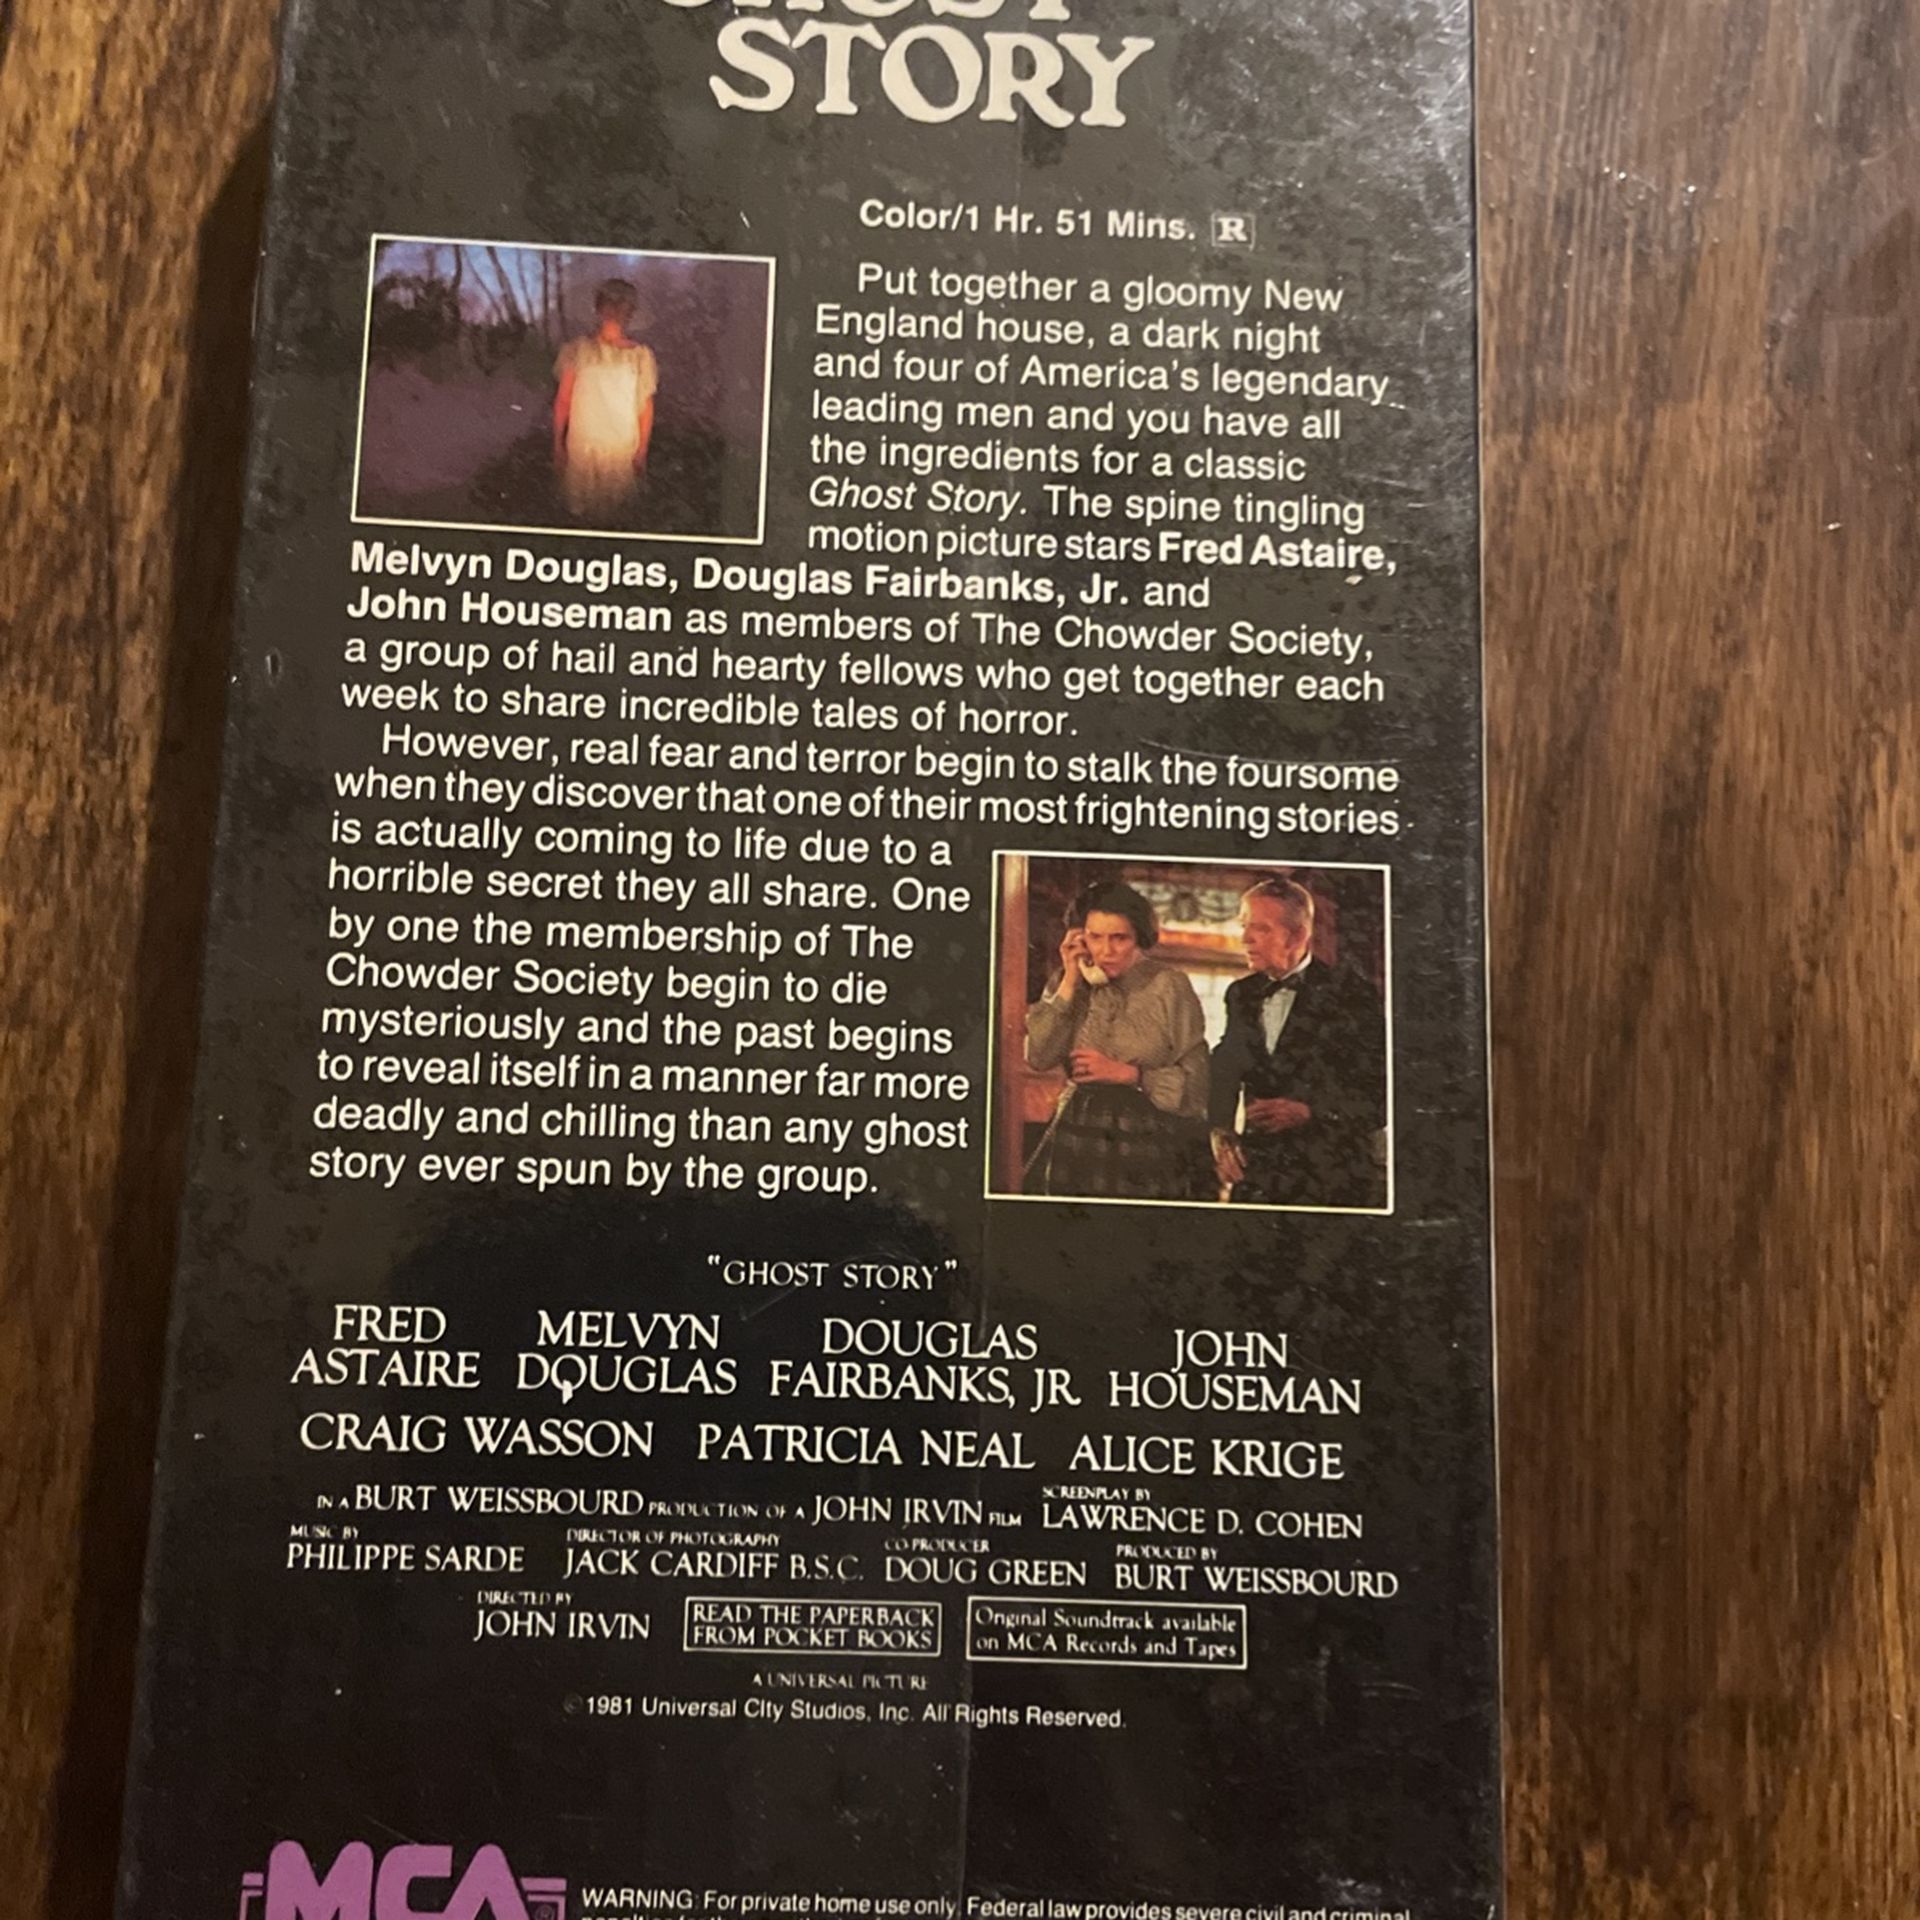 GHOST
STORY
Color/1 Hr. 51 Mins. R
Put together a gloomy New
England house, a dark night
and four of America's legendary
leading men and you have all
the ingredients for a classic
Ghost Story. The spine tingling
motion picture stars Fred Astaire,
Melvyn Douglas, Douglas Fairbanks, Jr. and
John Houseman as members of The Chowder Society,
a group of hail and hearty fellows who get together each
week to share incredible tales of horror.
However, real fear and terror begin to stalk the foursome
when they discover that one of their most frightening stories
is actually coming to life due to a
horrible secret they all share. One
by one the membership of The
Chowder Society begin to die
mysteriously and the past begins
to reveal itself in a manner far more
deadly and chilling than any ghost
story ever spun by the group.
"GHOST STORY"
FRED MELVYN DOUGLAS JOHN
ASTAIRE DOUGLAS FAIRBANKS, JR. HOUSEMAN
CRAIG WASSON PATRICIA NEAL ALICE KRIGE
IN A BURT WEISSBOURD PRODUCTION OF A JOHN IRVIN FILM SCREENPLAY BY LAWRENCE D. COHEN
MUSIC BY DIRECTOR OF PHOTOGRAPHY CO PRODUCER PRODUCED BY
PHILIPPE SARDE JACK CARDIFF B.S.C. DOUG GREEN BURT WEISSBOURD
DIRECTED BY
JOHN IRVIN
READ THE PAPERBACK
FROM POCKET BOOKS
Original Soundtrack available
on MCA Records and Tapes
A UNIVERSAL PICTURE
©1981 Universal City Studios, Inc. All Rights Reserved.
MCA ®
WARNING: For private home use only. Federal law provides severe civil and criminal